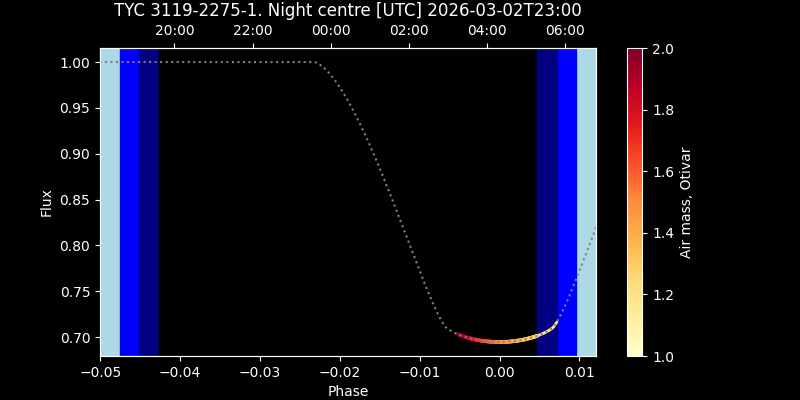 TYC 3119-2275-1. Night centre [UTC] 2026-03-02T23:00
20:00 22:00 00:00 02:00 04:00 06:00
1.00
0.95
0.90
0.85
0.80
0.75
0.70
Flux
−0.05 −0.04 −0.03 −0.02 −0.01 0.00 0.01
Phase
2.0
1.8
1.6
1.4
1.2
1.0
Air mass, Otivar